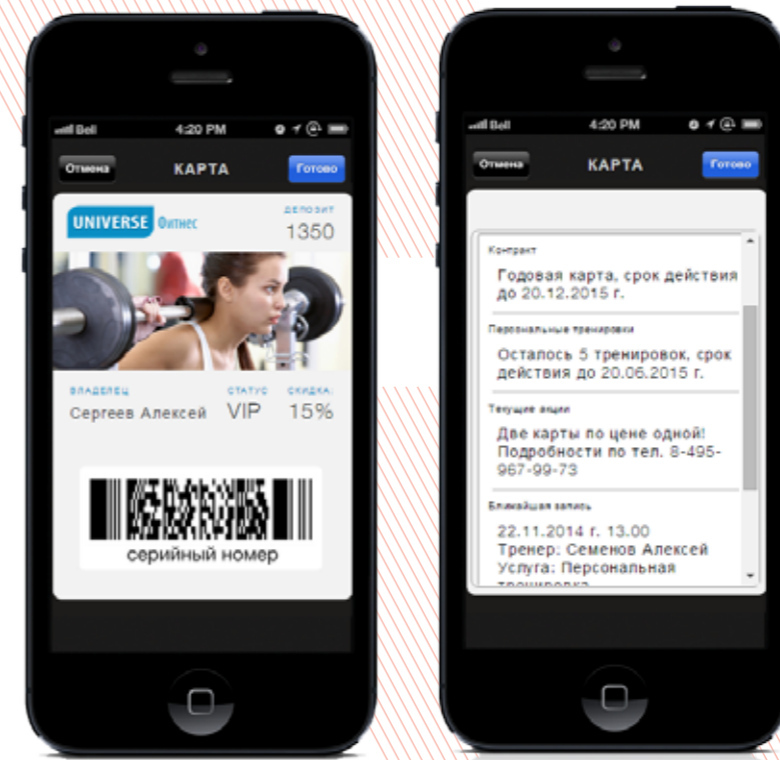 Bell 4:20 PM
Отмена КАРТА Готово
UNIVERSE Фитнес
ДЕПОЗИТ
1350
ВЛАДЕЛЕЦ СТАТУС СКИДКА:
Сергеев Алексей VIP 15%
серийный номер
Bell 4:20 PM
Отмена КАРТА Готово
Контракт
Годовая карта, срок действия
до 20.12.2015 г.
Персональные тренировки
Осталось 5 тренировок, срок
действия до 20.06.2015 г.
Текущие акции
Две карты по цене одной!
Подробности по тел. 8-495-
967-99-73
Ближайшая запись
22.11.2014 г. 13.00
Тренер: Семенов Алексей
Услуга: Персональная
тренировка